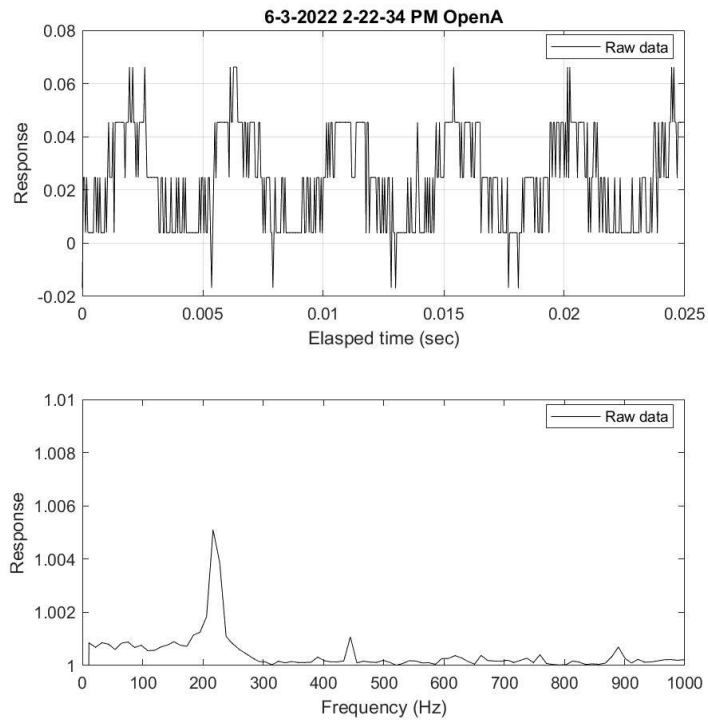 6-3-2022 2-22-34 PM OpenA
Raw data
Response
0.08
0.06
0.04
0.02
0
-0.02
0 0.005 0.01 0.015 0.02 0.025
Elasped time (sec)
Raw data
Response
1.01
1.008
1.006
1.004
1.002
1
0 100 200 300 400 500 600 700 800 900 1000
Frequency (Hz)